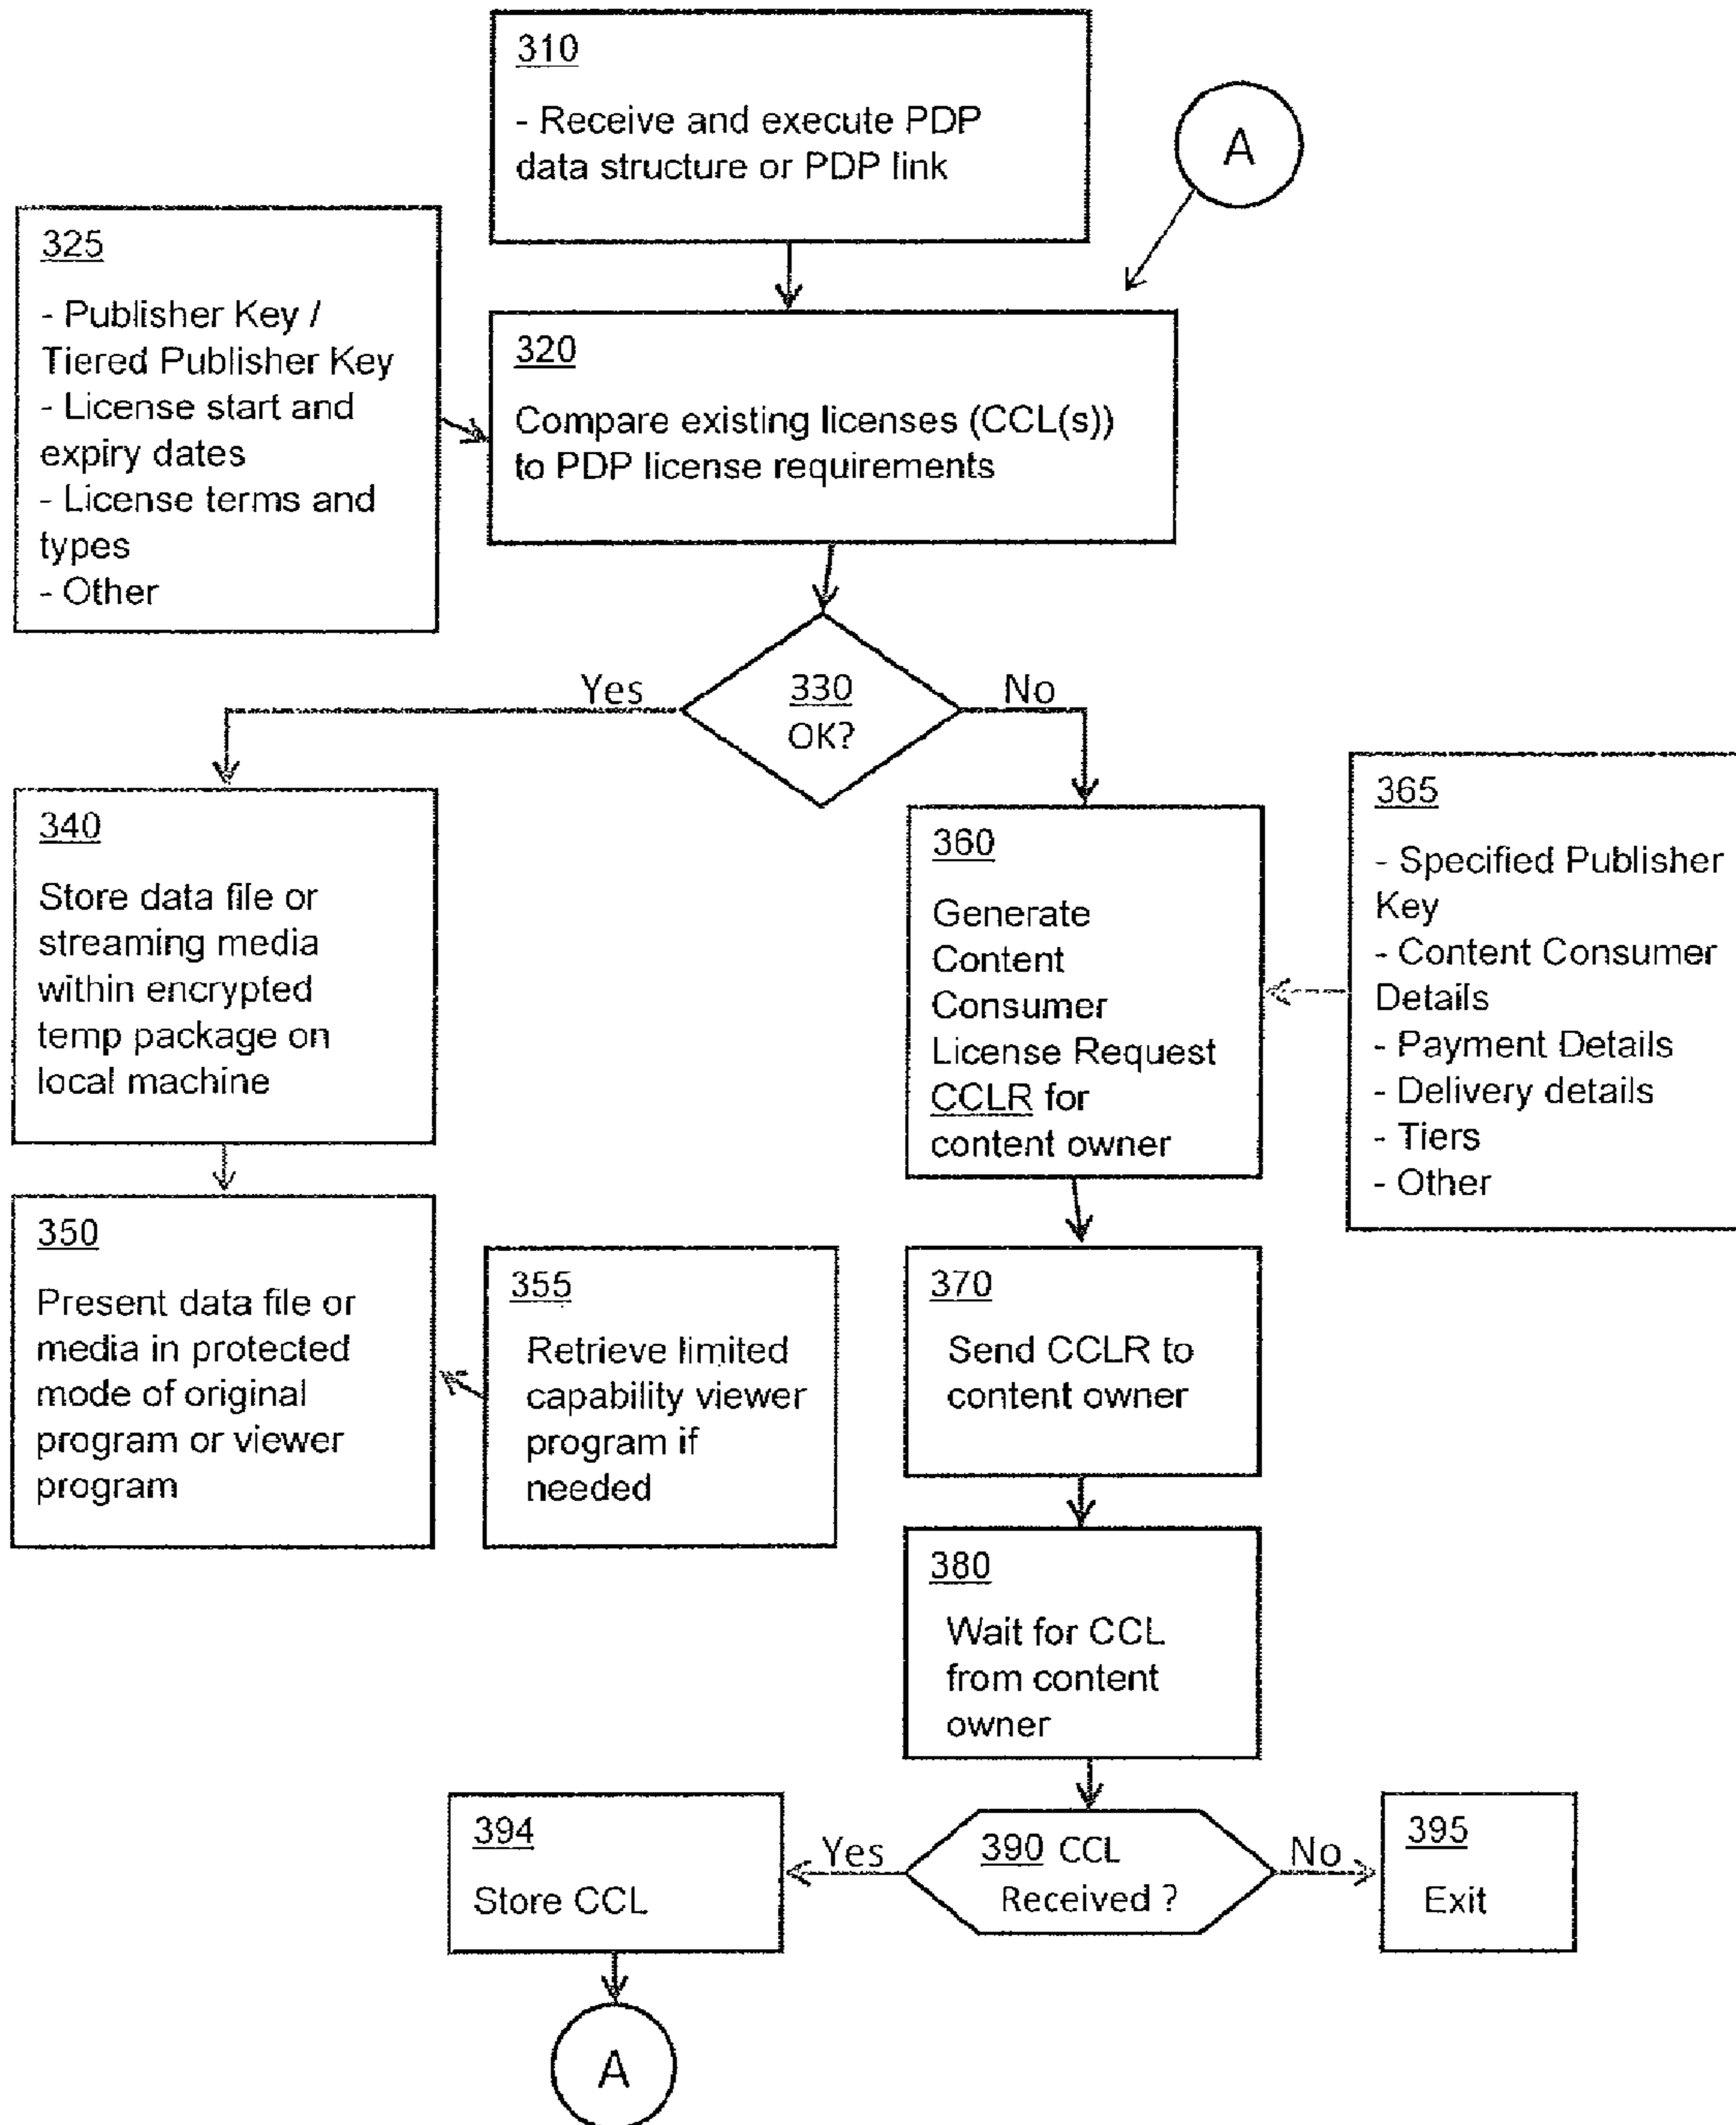 310
- Receive and execute PDP
data structure or PDP link
A
325
- Publisher Key /
Tiered Publisher Key
- License start and
expiry dates
- License terms and
types
- Other
320
Compare existing licenses (CCL(s))
to PDP license requirements
330
OK?
Yes
No
340
Store data file or
streaming media
within encrypted
temp package on
local machine
360
Generate
Content
Consumer
License Request
CCLR for
content owner
365
- Specified Publisher
Key
- Content Consumer
Details
- Payment Details
- Delivery details
- Tiers
- Other
350
Present data file or
media in protected
mode of original
program or viewer
program
355
Retrieve limited
capability viewer
program if
needed
370
Send CCLR to
content owner
380
Wait for CCL
from content
owner
390 CCL
Received ?
Yes
No
394
Store CCL
395
Exit
A